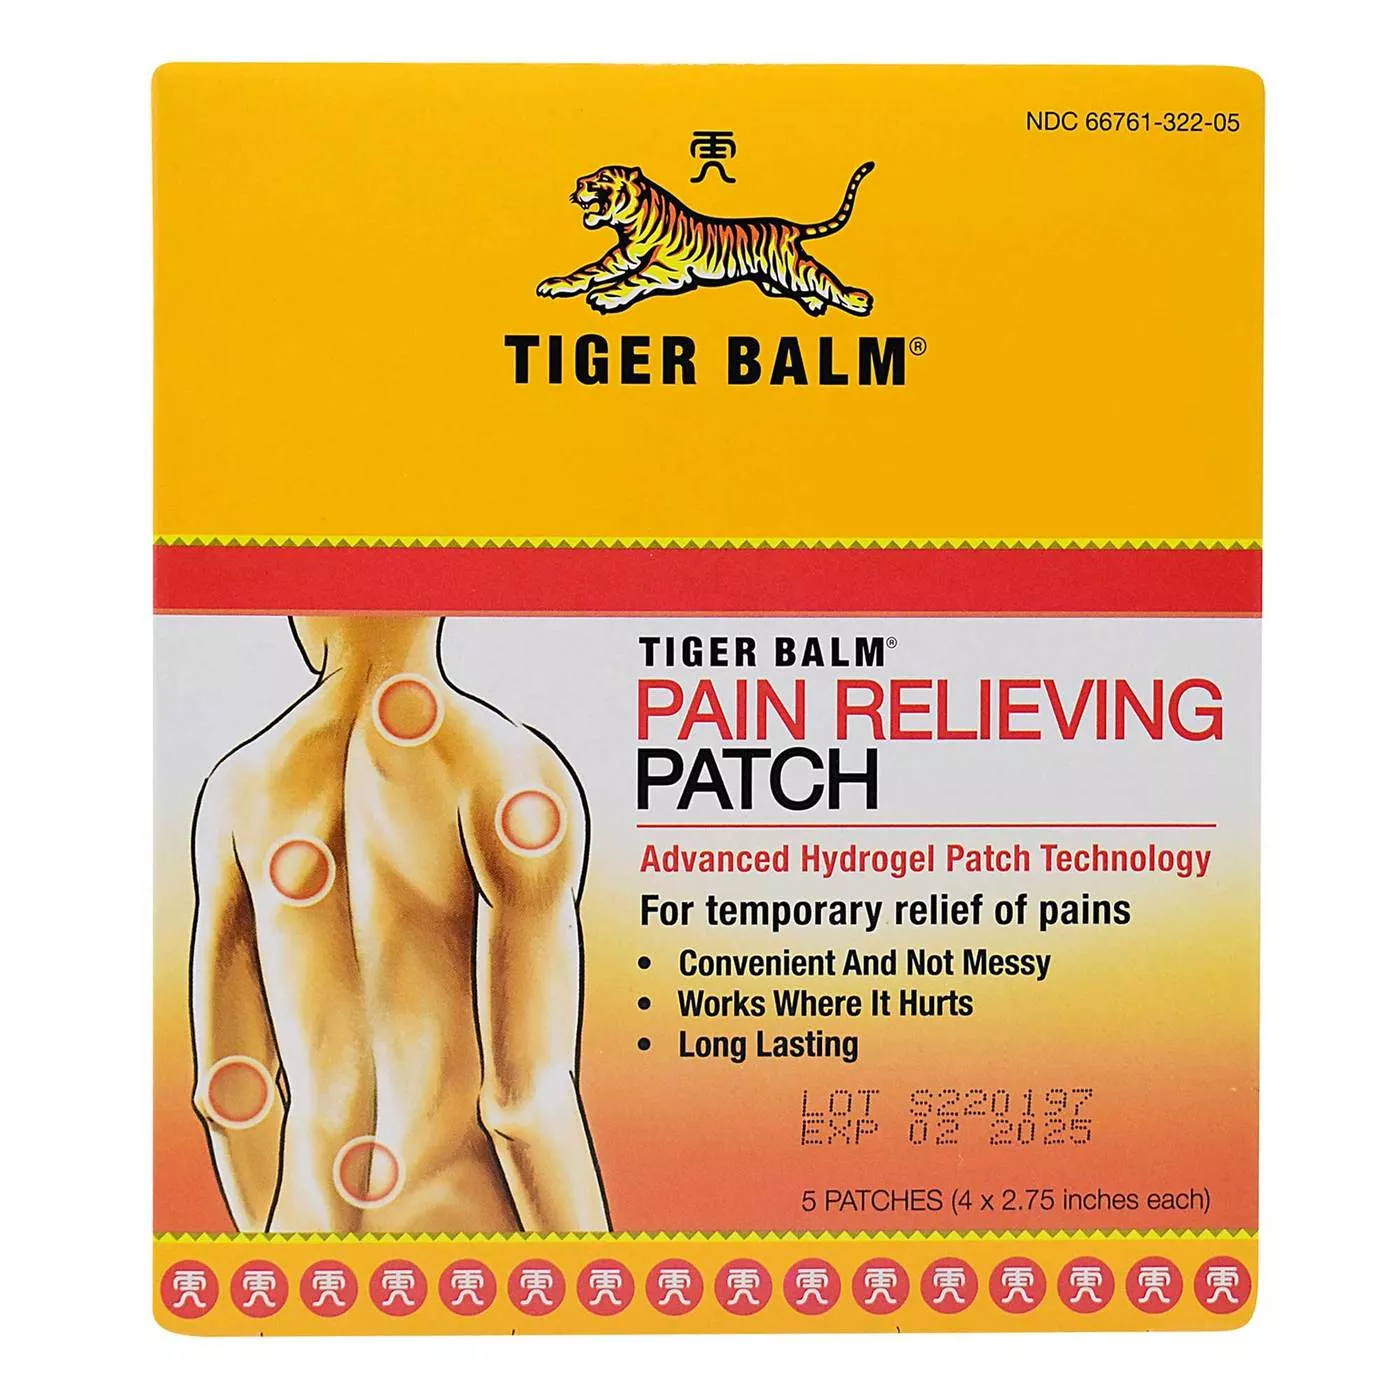 NDC 66761-322-05
TIGER BALM®
TIGER BALM®
PAIN RELIEVING
PATCH
Advanced Hydrogel Patch Technology
For temporary relief of pains
• Convenient And Not Messy
• Works Where It Hurts
• Long Lasting
LOT S220197
EXP 02 2025
5 PATCHES (4 x 2.75 inches each)